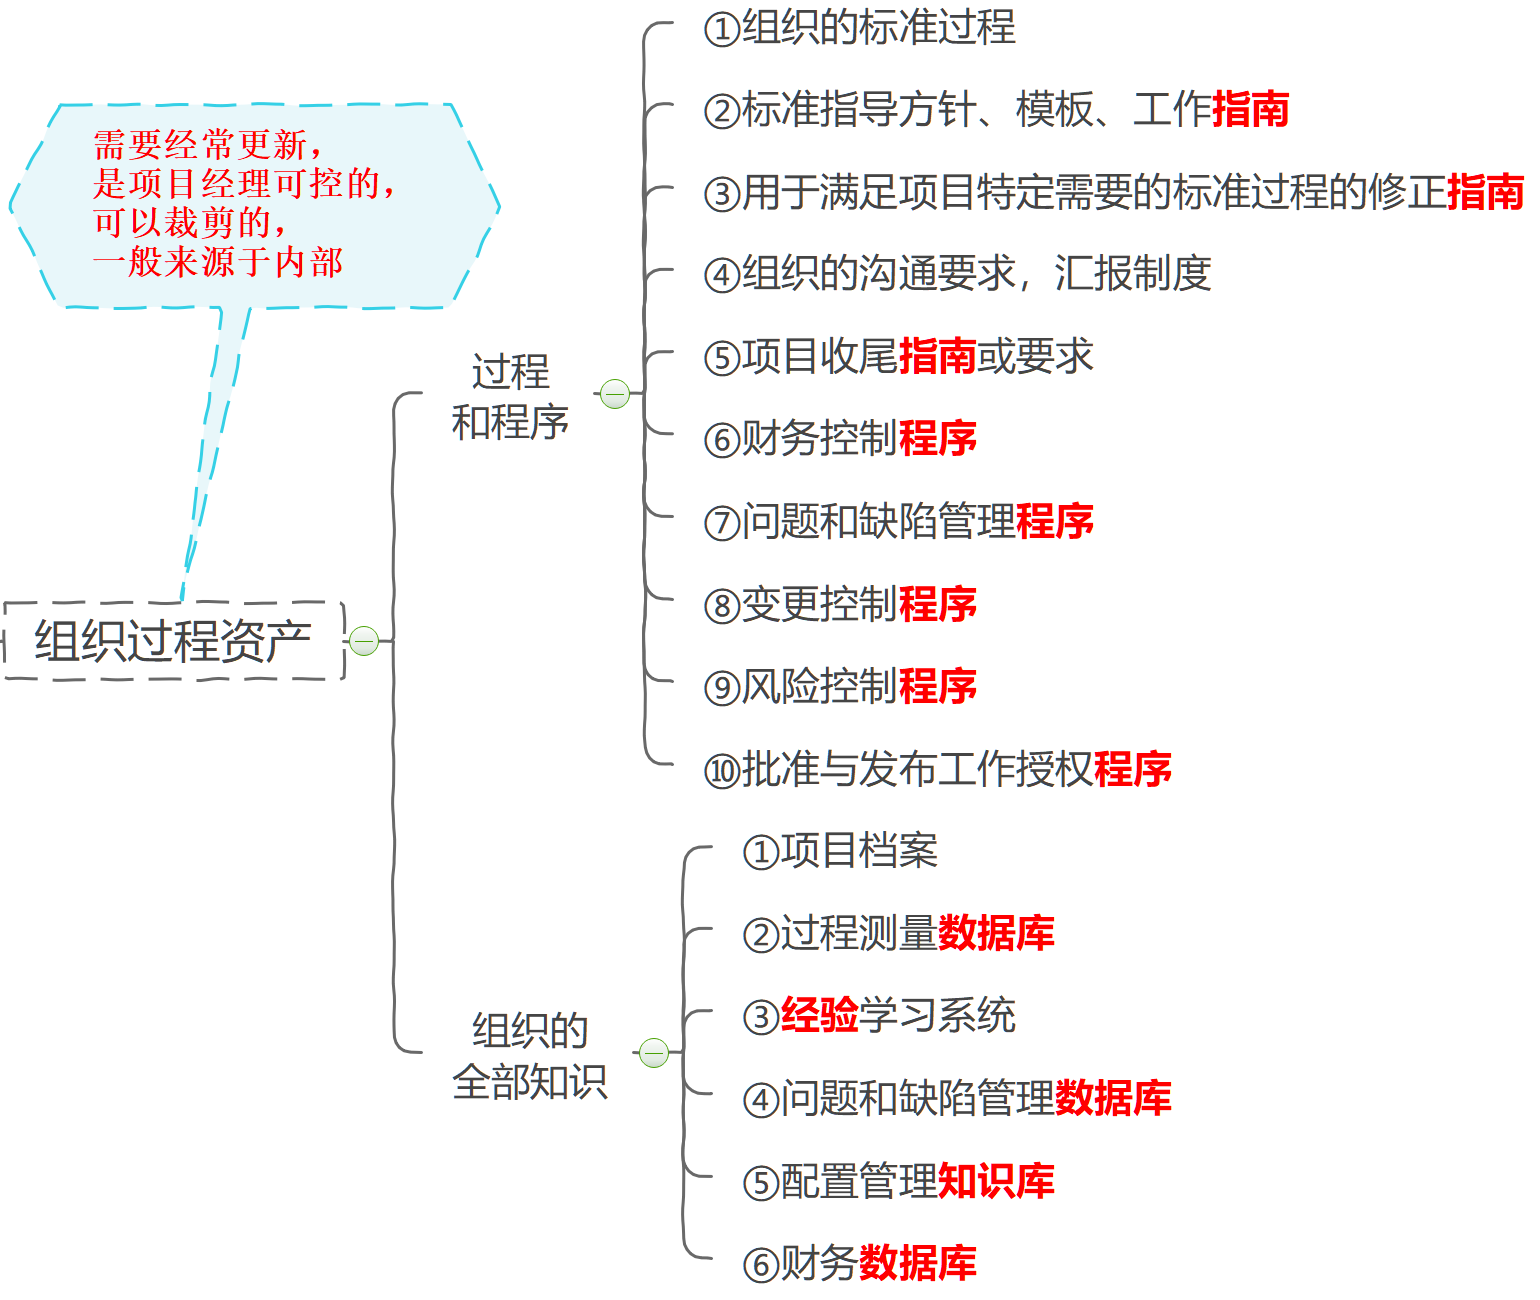 需要经常更新，
是项目经理可控的，
可以裁剪的，
一般来源于内部
组织过程资产
过程
和程序
①组织的标准过程
②标准指导方针、模板、工作指南
③用于满足项目特定需要的标准过程的修正指南
④组织的沟通要求，汇报制度
⑤项目收尾指南或要求
⑥财务控制程序
⑦问题和缺陷管理程序
⑧变更控制程序
⑨风险控制程序
⑩批准与发布工作授权程序
组织的
全部知识
①项目档案
②过程测量数据库
③经验学习系统
④问题和缺陷管理数据库
⑤配置管理知识库
⑥财务数据库